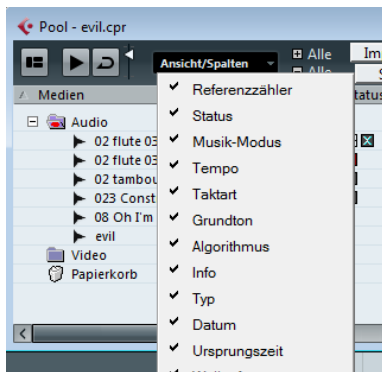 Pool - evil.cpr
Ansicht/Spalten
Alle
Im
Alle
Medien
Referenzzähler
Status
Audio
Musik-Modus
02 flute 03
Tempo
02 flute 03
02 tambou
Taktart
023 Const
Grundton
08 Oh I'm
Algorithmus
evil
Video
Info
Papierkorb
Typ
Datum
Ursprungszeit